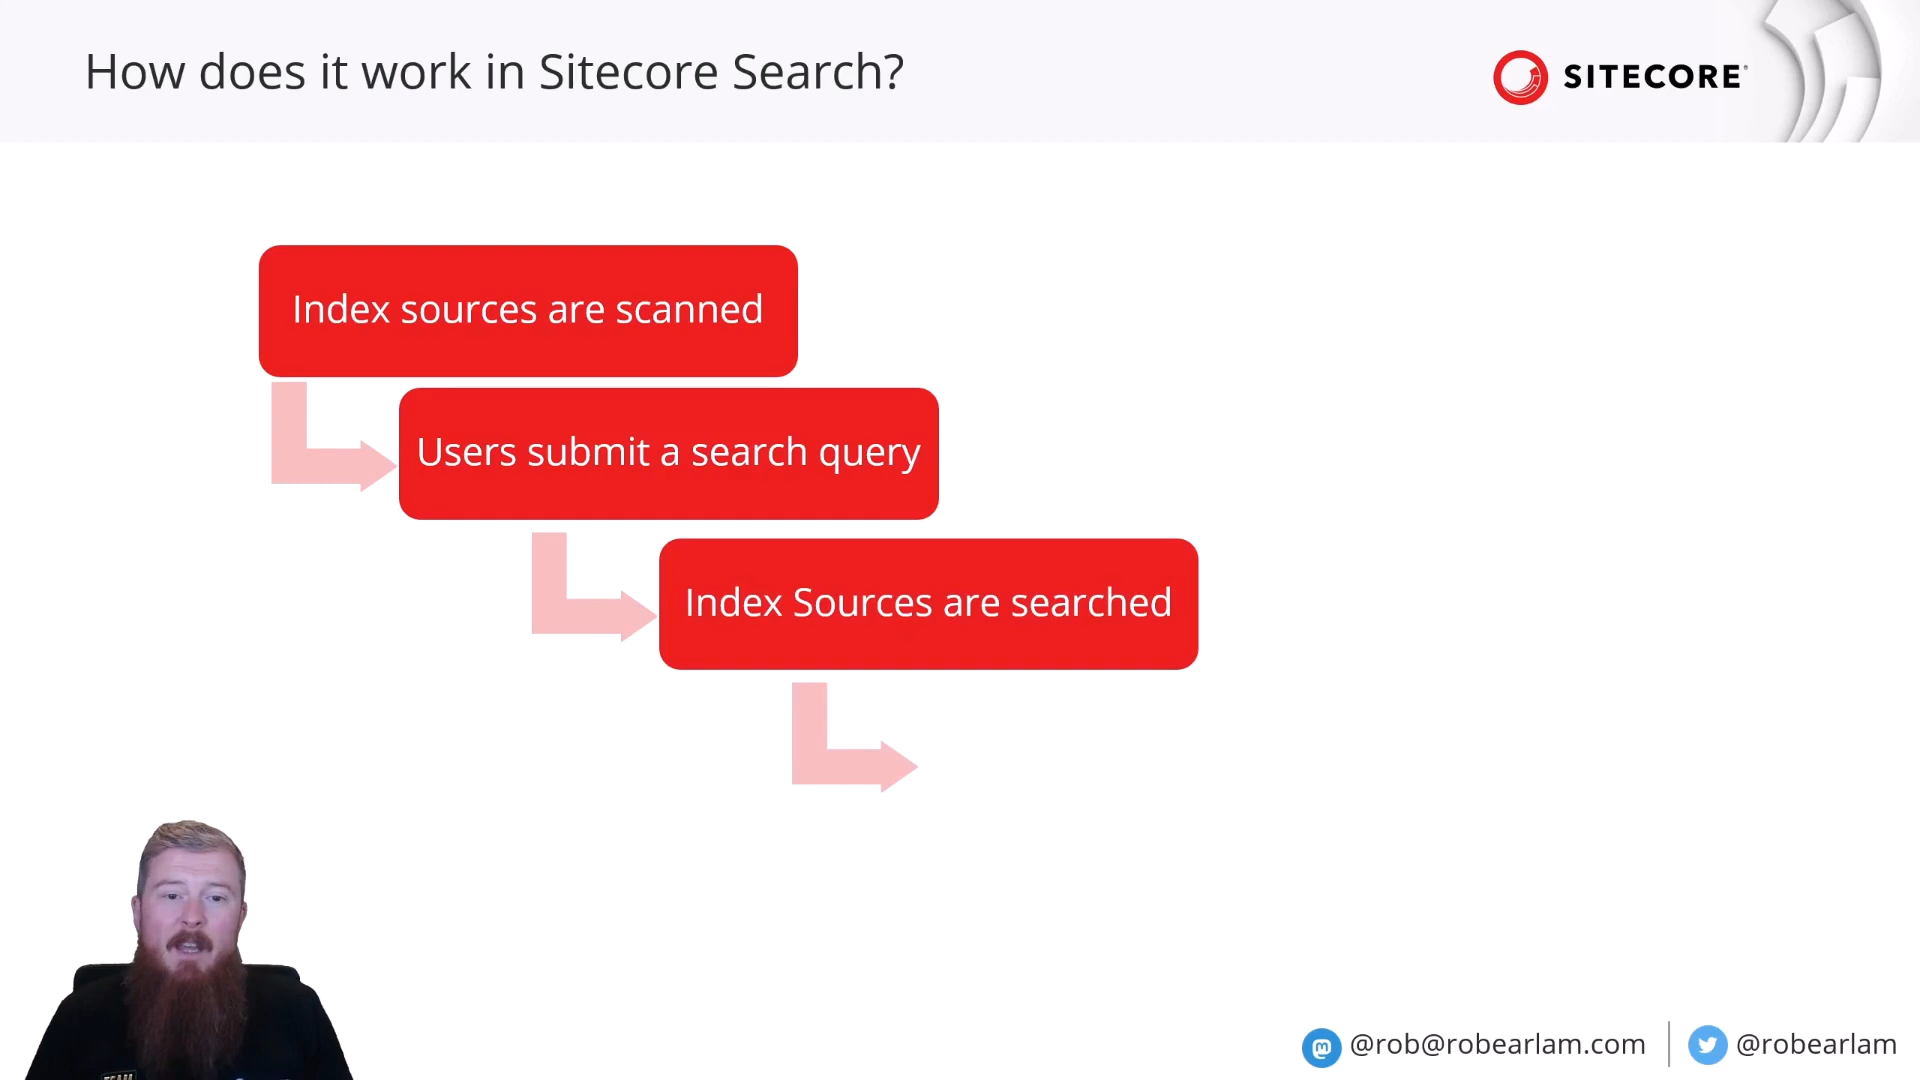 How does it work in Sitecore Search?
SITECORE
Index sources are scanned
Users submit a search query
Index Sources are searched
@rob@robearlam.com
@robearlam
TEAM